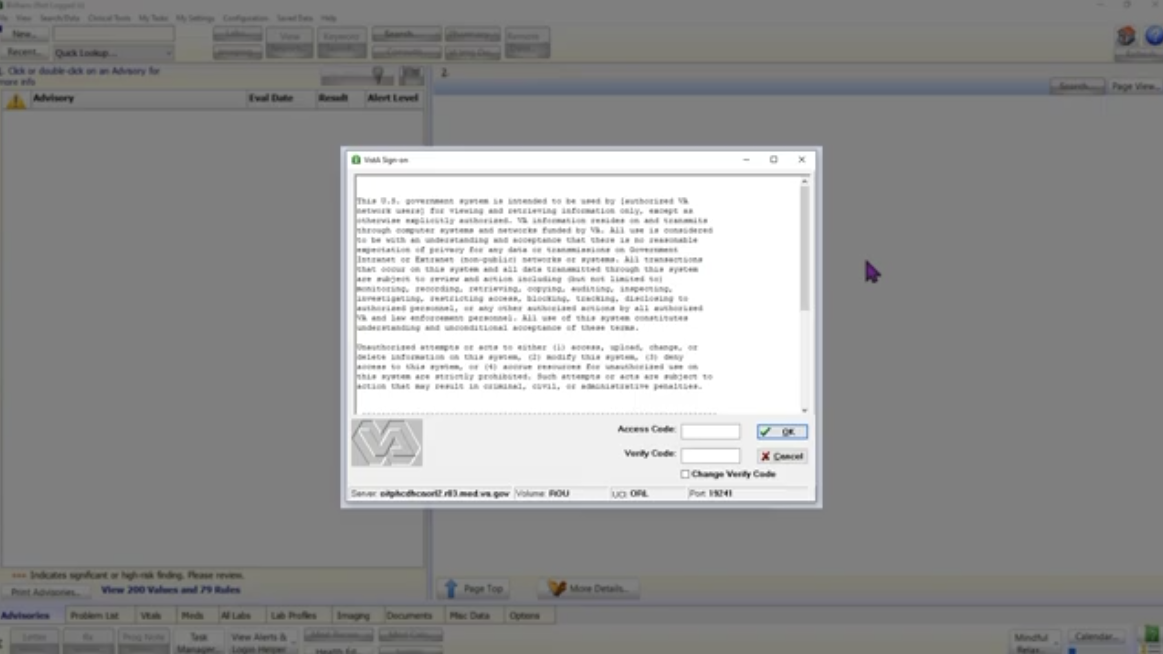 View Search/Data Clinical Tools My Tasks My Settings Configuration Saved Data Help
New...
View Keyword Search...
Recent... Quick Lookup...
Click or double-click on an Advisory for
more info
2.
Search... Page View...
Advisory Eval Date Result Alert Level
VistA Sign-on
This U.S. government system is intended to be used by [authorized VA
network users] for viewing and retrieving information only, except as
otherwise explicitly authorized. VA information resides on and transmits
through computer systems and networks funded by VA. All use is considered
to be with an understanding and acceptance that there is no reasonable
expectation of privacy for any data or transmissions on Government
Intranet or Extranet (non-public) networks or systems. All transactions
that occur on this system and all data transmitted through this system
are subject to review and action including (but not limited to)
monitoring, recording, retrieving, copying, auditing, inspecting,
investigating, restricting access, blocking, tracking, disclosing to
authorized personnel, or any other authorized actions by all authorized
VA and law enforcement personnel. All use of this system constitutes
understanding and unconditional acceptance of these terms.
Unauthorized attempts or acts to either (1) access, upload, change, or
delete information on this system, (2) modify this system, (3) deny
access to this system, or (4) accrue resources for unauthorized use on
this system are strictly prohibited. Such attempts or acts are subject to
action that may result in criminal, civil, or administrative penalties.
VA
Access Code: OK
Verify Code: Cancel
Change Verify Code
Server: Volume: ROU UCI: Port: 19241
*** Indicates significant or high-risk finding. Please review.
Print Advisories... View 200 Values and 79 Rules
Page Top More Details...
Advisories Problem List Vitals Meds All Labs Lab Profiles Imaging Documents Misc Data Options
Letter Rx Prog Note Task
Manager... View Alerts &
Login Helper
Mindful
Relax... Calendar...